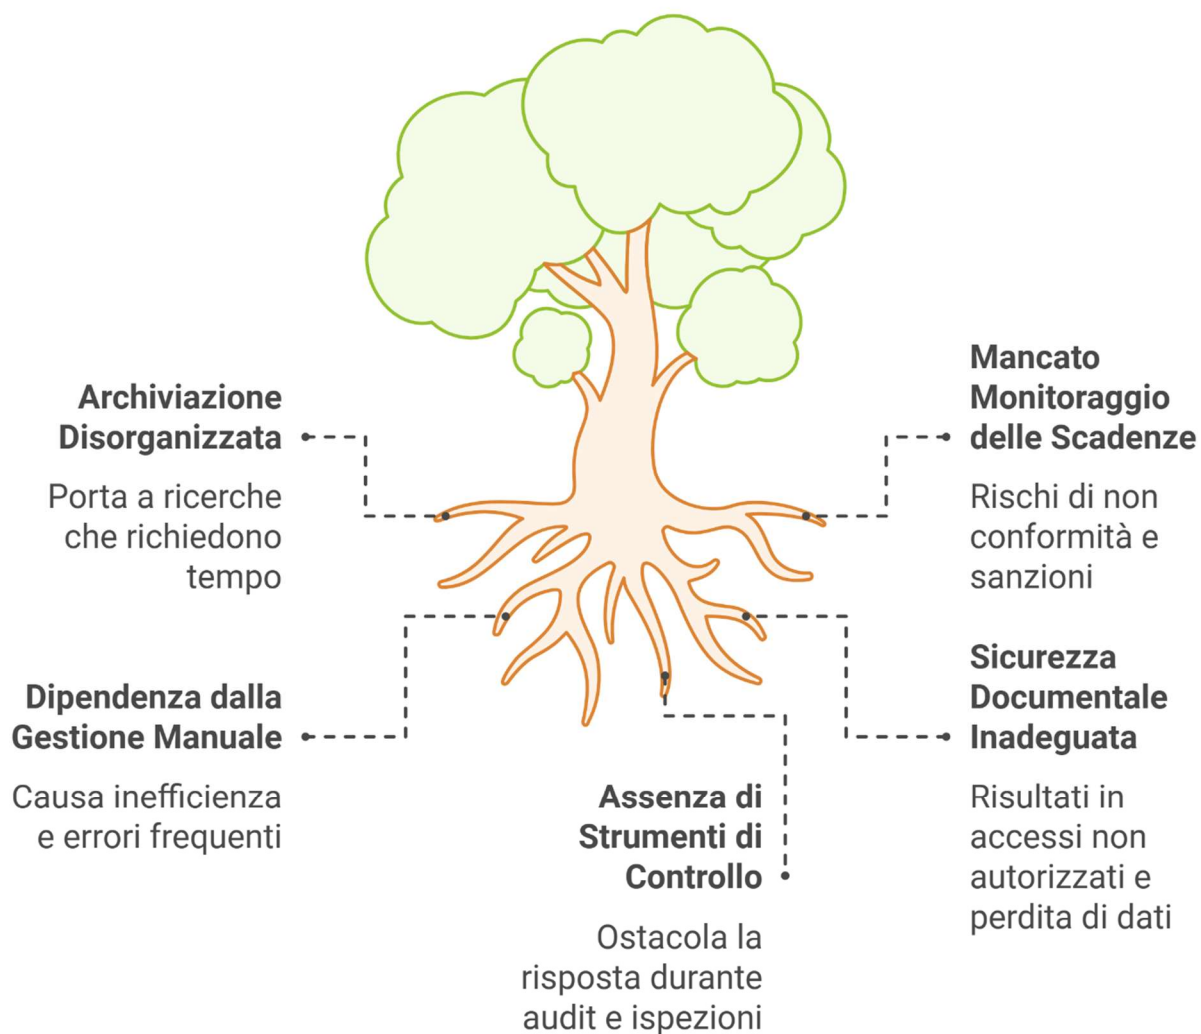 Archiviazione
Disorganizzata
Porta a ricerche
che richiedono
tempo
Dipendenza dalla
Gestione Manuale
Causa inefficienza
e errori frequenti
Assenza di
Strumenti di
Controllo
Ostacola la
risposta durante
audit e ispezioni
Mancato
Monitoraggio
delle Scadenze
Rischi di non
conformità e
sanzioni
Sicurezza
Documentale
Inadeguata
Risultati in
accessi non
autorizzati e
perdita di dati